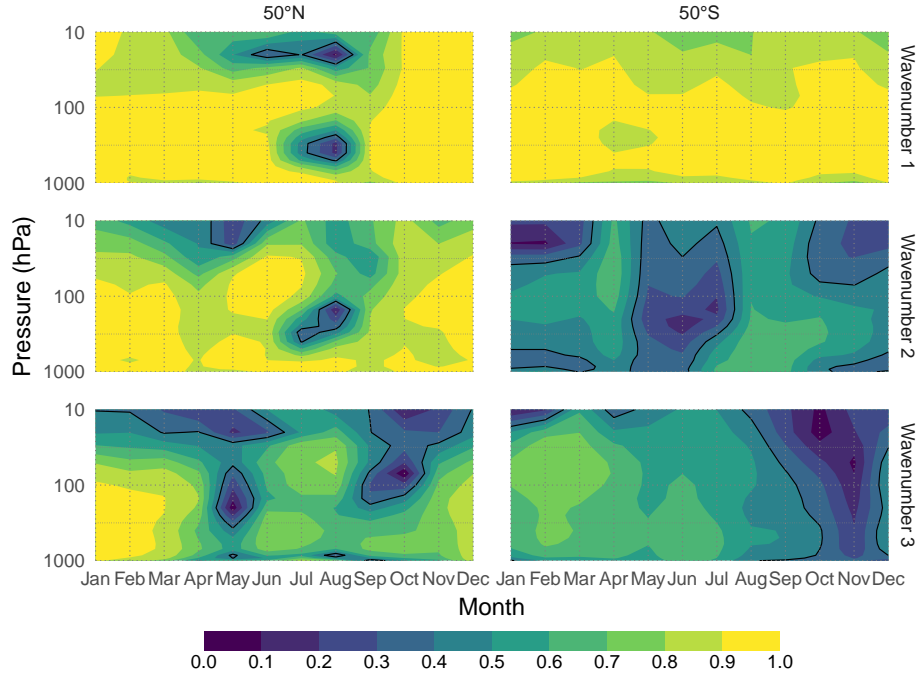 50°N 50°S
10
100
1000
Wavenumber 1
10
100
1000
Wavenumber 2
10
100
1000
Wavenumber 3
Pressure (hPa)
Jan Feb Mar Apr May Jun Jul Aug Sep Oct Nov Dec Jan Feb Mar Apr May Jun Jul Aug Sep Oct Nov Dec
Month
0.0 0.1 0.2 0.3 0.4 0.5 0.6 0.7 0.8 0.9 1.0